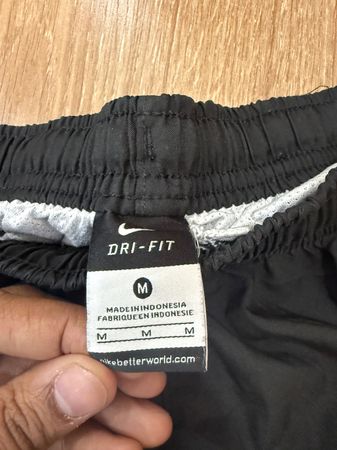 DRI-FIT
M
MADE IN INDONESIA
FABRIQUE EN INDONESIE
M M M
nikebetterworld.com